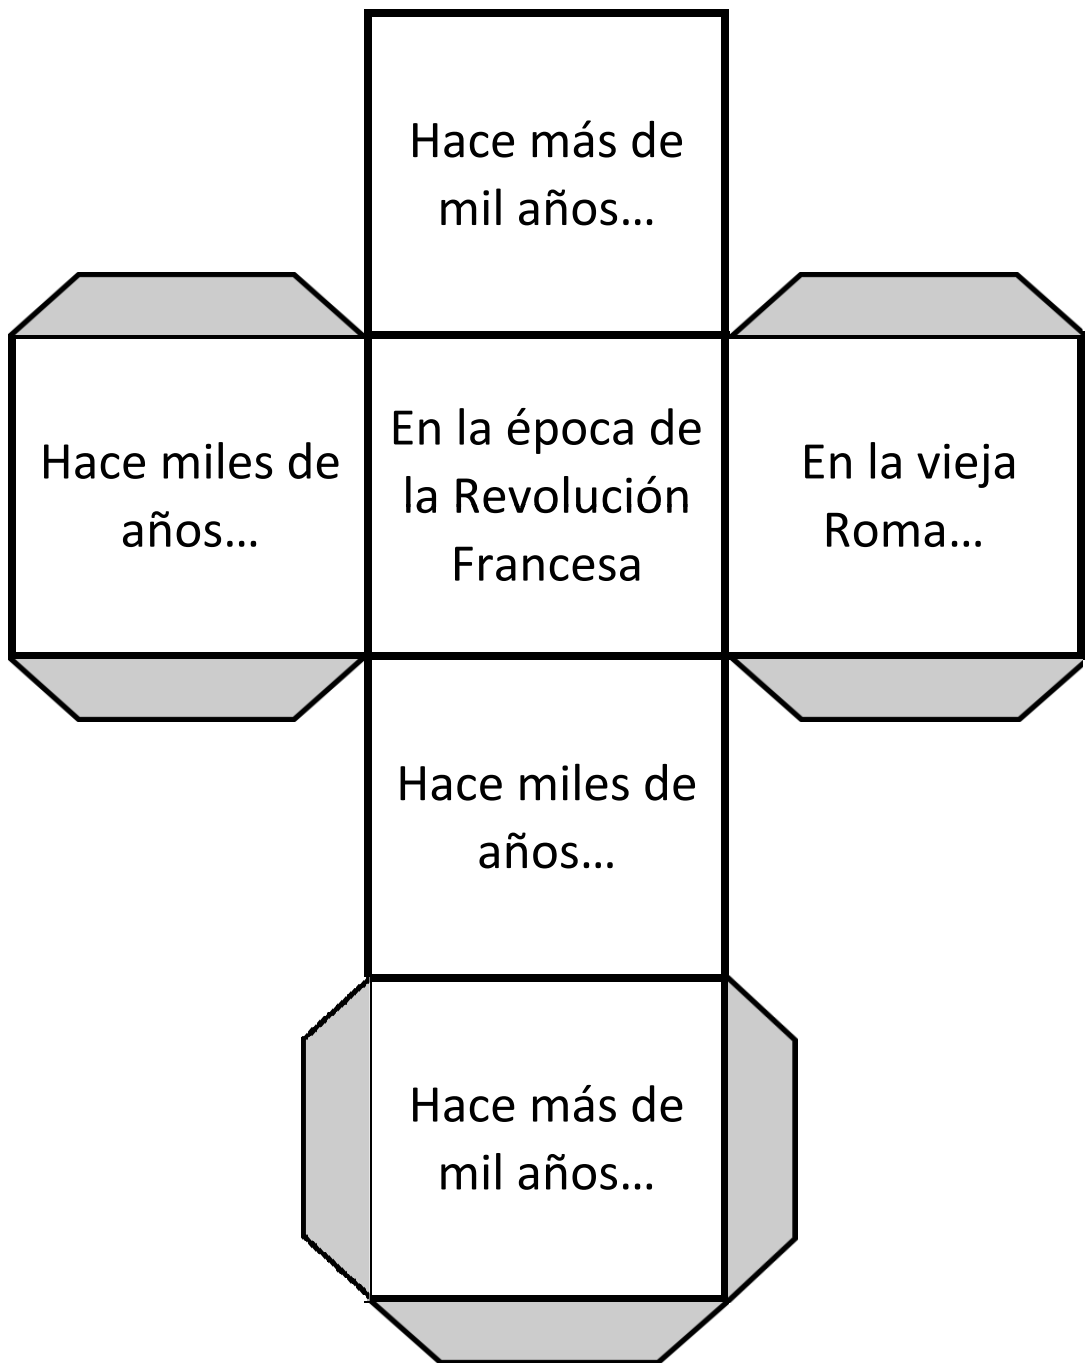 Hace más de
mil años...
Hace miles de
años...
En la época de
la Revolución
Francesa
En la vieja
Roma...
Hace miles de
años...
Hace más de
mil años...